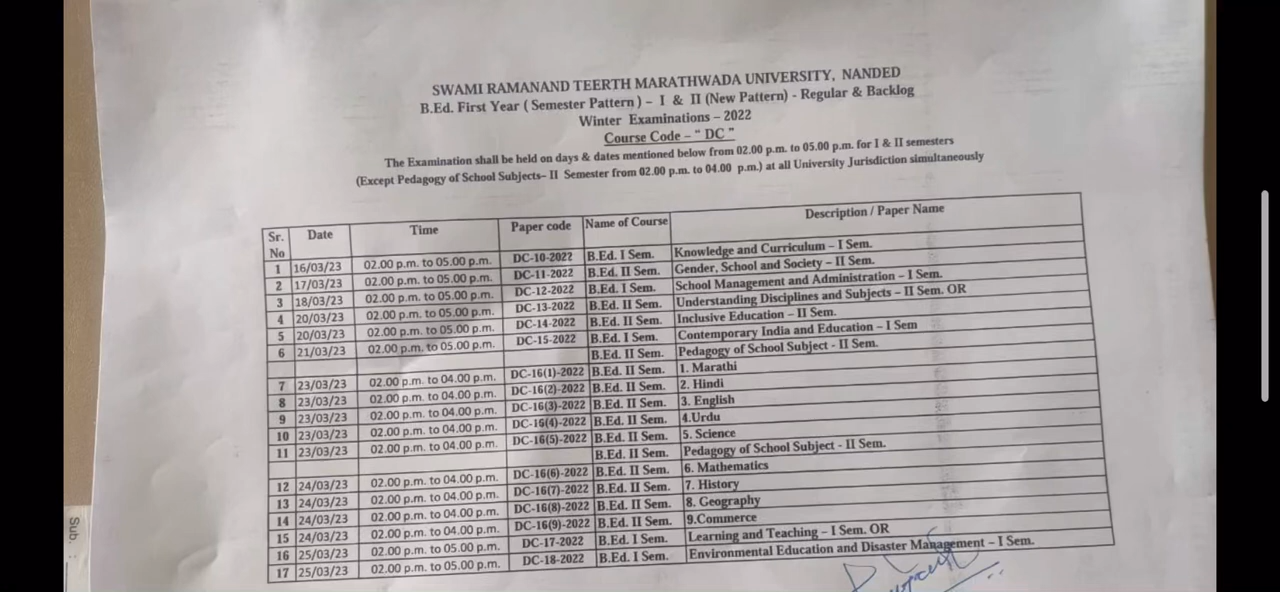 SWAMI RAMANAND TEERTH MARATHWADA UNIVERSITY, NANDED
B.Ed. First Year ( Semester Pattern ) – I & II (New Pattern) - Regular & Backlog
Winter Examinations – 2022
Course Code – “ DC ”
The Examination shall be held on days & dates mentioned below from 02.00 p.m. to 05.00 p.m. for I & II semesters
(Except Pedagogy of School Subjects– II Semester from 02.00 p.m. to 04.00 p.m.) at all University Jurisdiction simultaneously
Sr. No Date Time Paper code Name of Course Description / Paper Name
1 16/03/23 02.00 p.m. to 05.00 p.m. DC-10-2022 B.Ed. I Sem. Knowledge and Curriculum – I Sem.
2 17/03/23 02.00 p.m. to 05.00 p.m. DC-11-2022 B.Ed. II Sem. Gender, School and Society – II Sem.
3 18/03/23 02.00 p.m. to 05.00 p.m. DC-12-2022 B.Ed. I Sem. School Management and Administration – I Sem.
4 20/03/23 02.00 p.m. to 05.00 p.m. DC-13-2022 B.Ed. II Sem. Understanding Disciplines and Subjects – II Sem. OR
5 20/03/23 02.00 p.m. to 05.00 p.m. DC-14-2022 B.Ed. II Sem. Inclusive Education – II Sem.
6 21/03/23 02.00 p.m. to 05.00 p.m. DC-15-2022 B.Ed. I Sem. Contemporary India and Education – I Sem
B.Ed. II Sem. Pedagogy of School Subject - II Sem.
7 23/03/23 02.00 p.m. to 04.00 p.m. DC-16(1)-2022 B.Ed. II Sem. 1. Marathi
8 23/03/23 02.00 p.m. to 04.00 p.m. DC-16(2)-2022 B.Ed. II Sem. 2. Hindi
9 23/03/23 02.00 p.m. to 04.00 p.m. DC-16(3)-2022 B.Ed. II Sem. 3. English
10 23/03/23 02.00 p.m. to 04.00 p.m. DC-16(4)-2022 B.Ed. II Sem. 4.Urdu
11 23/03/23 02.00 p.m. to 04.00 p.m. DC-16(5)-2022 B.Ed. II Sem. 5. Science
B.Ed. II Sem. Pedagogy of School Subject - II Sem.
12 24/03/23 02.00 p.m. to 04.00 p.m. DC-16(6)-2022 B.Ed. II Sem. 6. Mathematics
13 24/03/23 02.00 p.m. to 04.00 p.m. DC-16(7)-2022 B.Ed. II Sem. 7. History
14 24/03/23 02.00 p.m. to 04.00 p.m. DC-16(8)-2022 B.Ed. II Sem. 8. Geography
15 24/03/23 02.00 p.m. to 04.00 p.m. DC-16(9)-2022 B.Ed. II Sem. 9.Commerce
16 25/03/23 02.00 p.m. to 05.00 p.m. DC-17-2022 B.Ed. I Sem. Learning and Teaching – I Sem. OR
17 25/03/23 02.00 p.m. to 05.00 p.m. DC-18-2022 B.Ed. I Sem. Environmental Education and Disaster Management – I Sem.
Sub. :